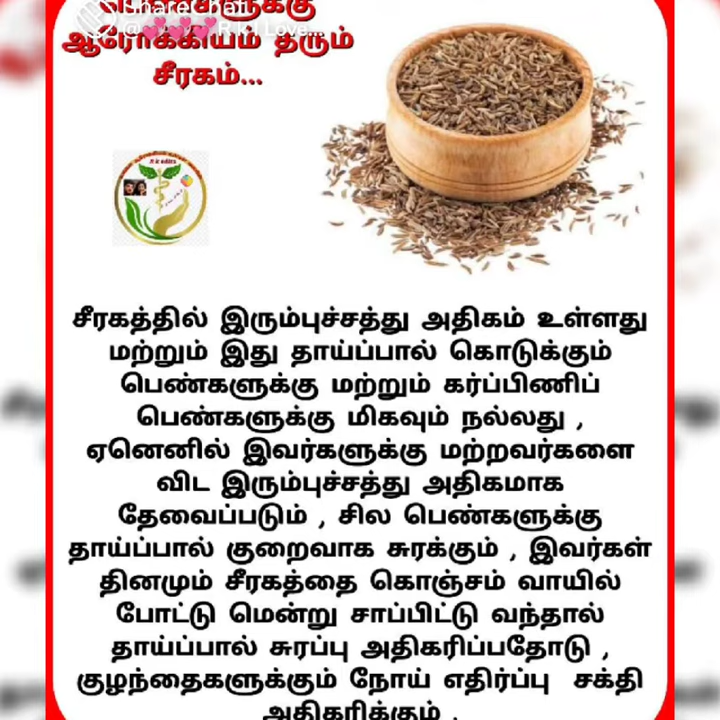 ஆரோக்கியம் தரும்
சீரகம்...
சீரகத்தில் இரும்புச்சத்து அதிகம் உள்ளது
மற்றும் இது தாய்ப்பால் கொடுக்கும்
பெண்களுக்கு மற்றும் கர்ப்பிணிப்
பெண்களுக்கு மிகவும் நல்லது ,
ஏனெனில் இவர்களுக்கு மற்றவர்களை
விட இரும்புச்சத்து அதிகமாக
தேவைப்படும் , சில பெண்களுக்கு
தாய்ப்பால் குறைவாக சுரக்கும் , இவர்கள்
தினமும் சீரகத்தை கொஞ்சம் வாயில்
போட்டு மென்று சாப்பிட்டு வந்தால்
தாய்ப்பால் சுரப்பு அதிகரிப்பதோடு ,
குழந்தைகளுக்கும் நோய் எதிர்ப்பு சக்தி
அதிகரிக்கும் .